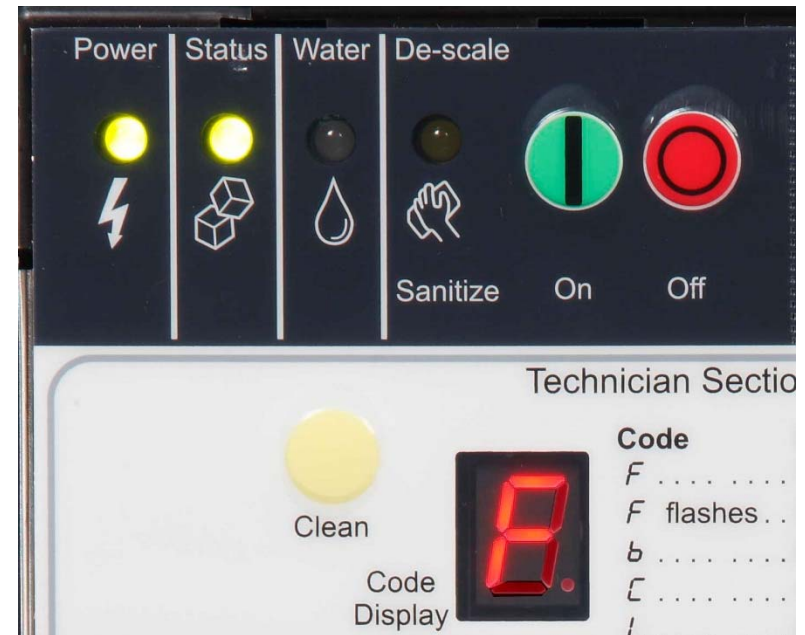 Power Status Water De-scale
Sanitize On Off
Technician Sectio
Clean
Code
Display
A
Code
F ........
F flashes ..
b ........
C ........